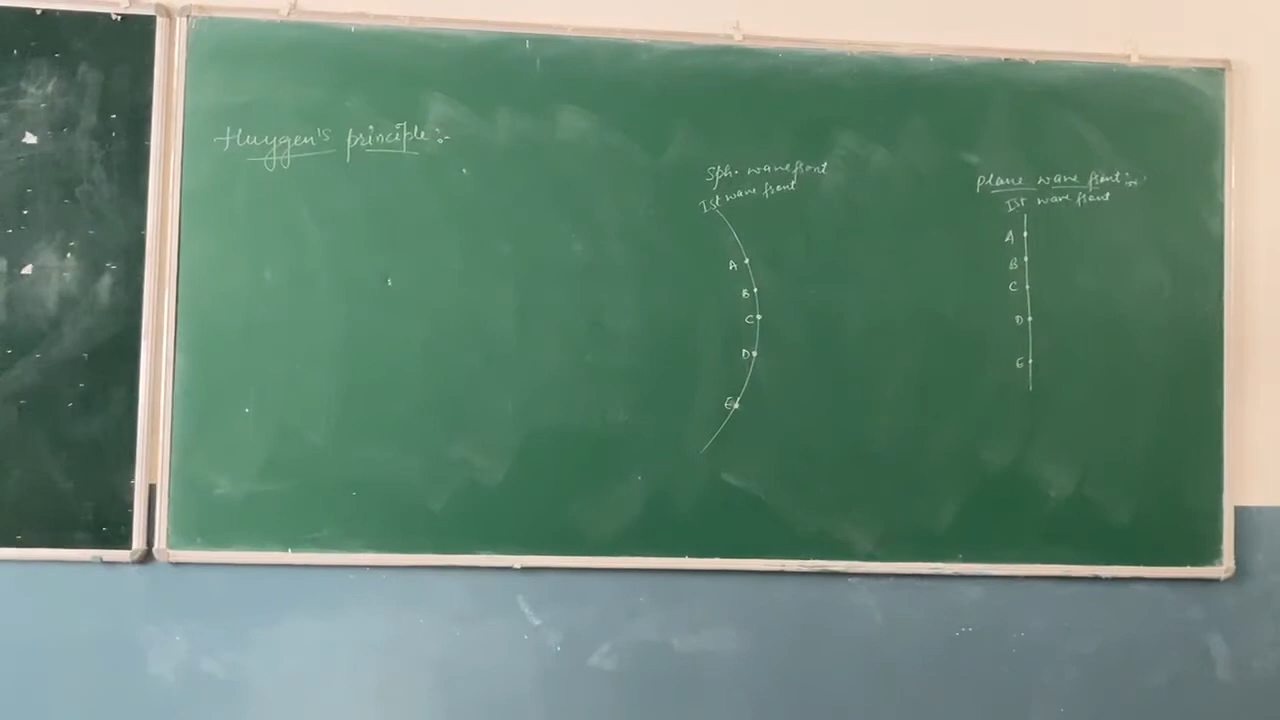 Huygen's principle :-
Sph. wavefront
Ist wave front
A
B
C
D
E
plane wave front :-
Ist wave front
A
B
C
D
E